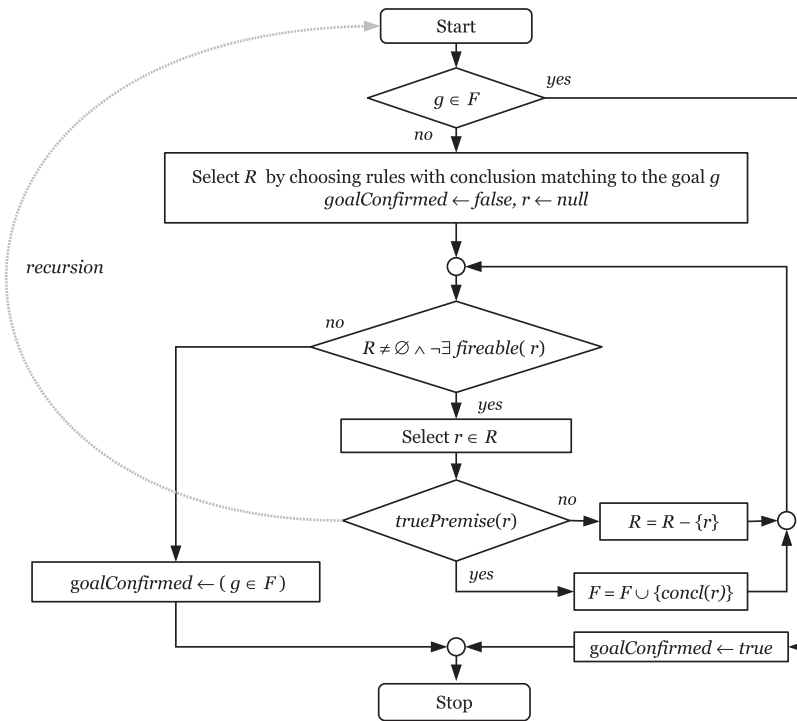 Start
g ∈ F
yes
no
Select R by choosing rules with conclusion matching to the goal g
goalConfirmed ← false, r ← null
recursion
no
R ≠ ∅ ∧ ¬∃ fireable( r)
yes
Select r ∈ R
truePremise(r)
no
R = R − {r}
yes
goalConfirmed ← ( g ∈ F )
F = F ∪ {concl(r)}
goalConfirmed ← true
Stop